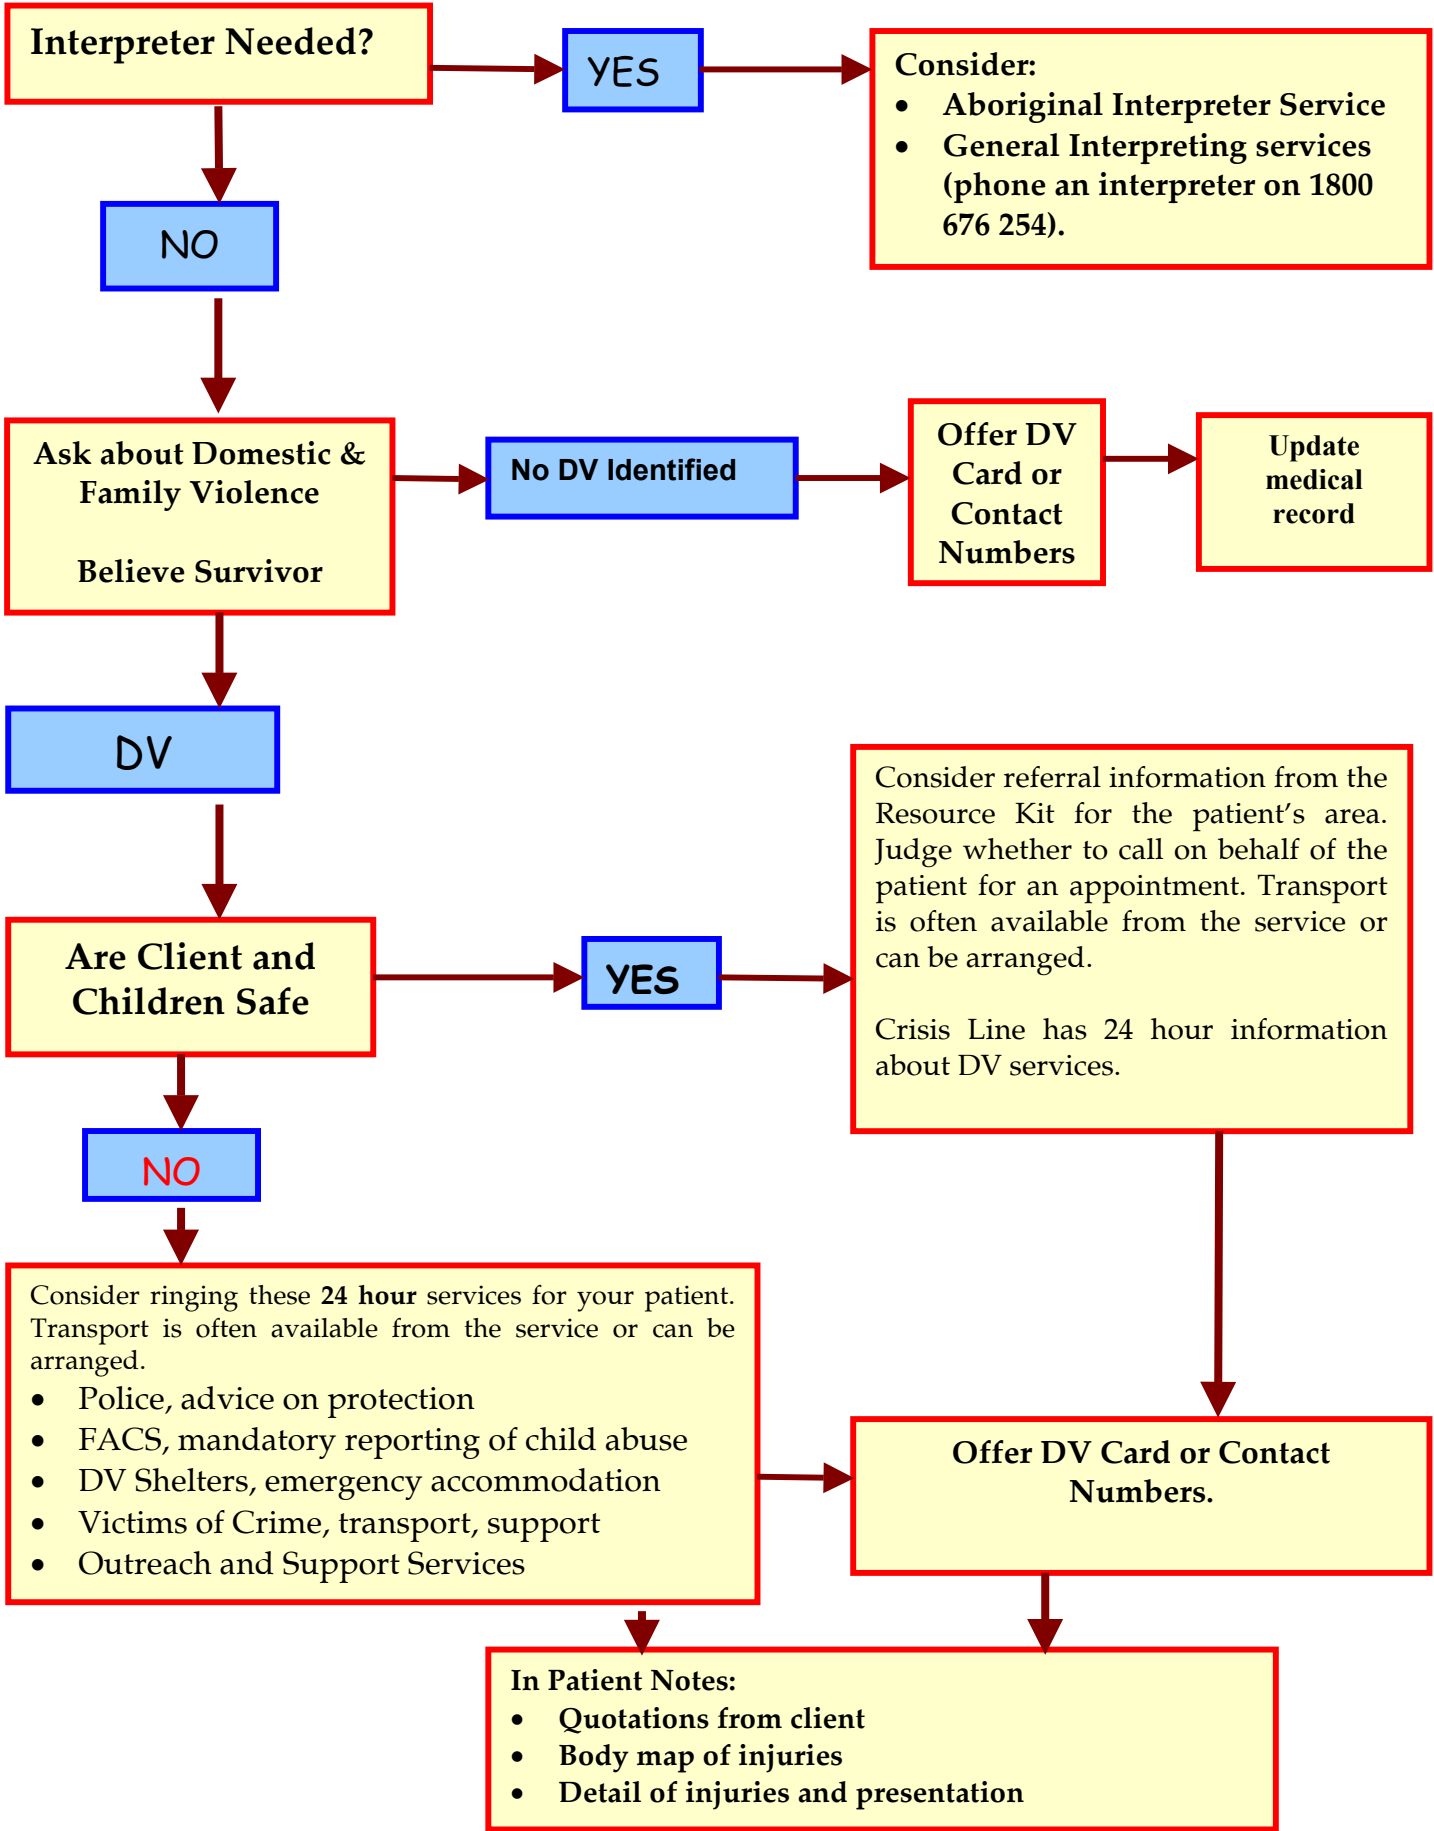 Interpreter Needed?
YES
Consider:
• Aboriginal Interpreter Service
• General Interpreting services
(phone an interpreter on 1800
676 254).
NO
Ask about Domestic &
Family Violence
Believe Survivor
No DV Identified
Offer DV
Card or
Contact
Numbers
Update
medical
record
DV
Are Client and
Children Safe
YES
Consider referral information from the
Resource Kit for the patient’s area.
Judge whether to call on behalf of the
patient for an appointment. Transport
is often available from the service or
can be arranged.
Crisis Line has 24 hour information
about DV services.
NO
Consider ringing these 24 hour services for your patient.
Transport is often available from the service or can be
arranged.
• Police, advice on protection
• FACS, mandatory reporting of child abuse
• DV Shelters, emergency accommodation
• Victims of Crime, transport, support
• Outreach and Support Services
Offer DV Card or Contact
Numbers.
In Patient Notes:
• Quotations from client
• Body map of injuries
• Detail of injuries and presentation